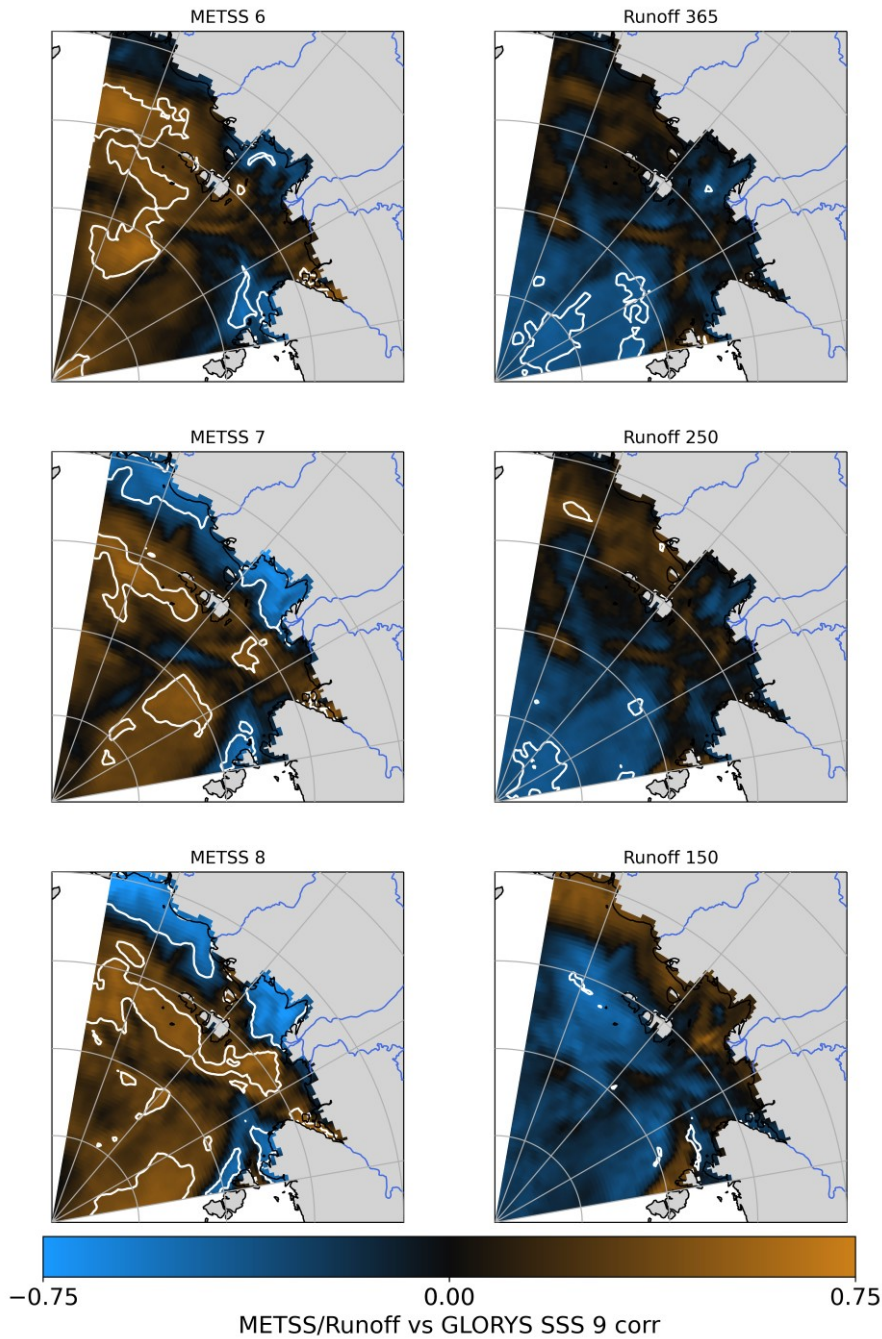 METSS 6
Runoff 365
METSS 7
Runoff 250
METSS 8
Runoff 150
−0.75
0.00
0.75
METSS/Runoff vs GLORYS SSS 9 corr